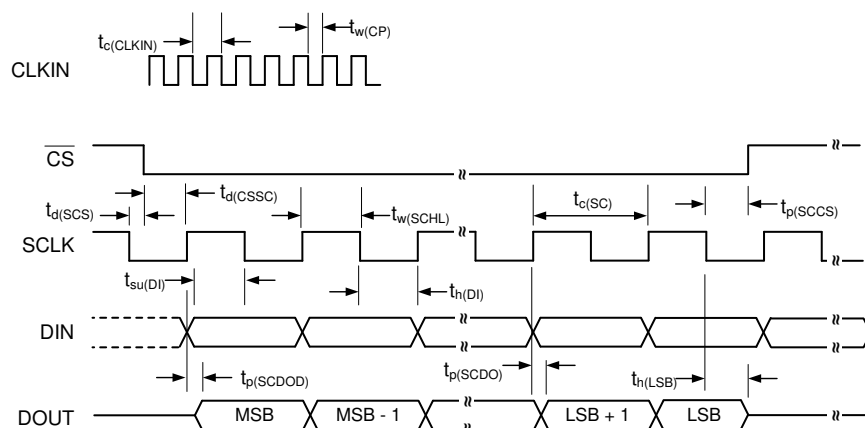 t_c(CLKIN) t_w(CP)
CLKIN
CS
t_d(SCS) t_d(CSSC) t_w(SCHL) t_c(SC) t_p(SCCS)
SCLK
t_su(DI) t_h(DI)
DIN
t_p(SCDOD) t_p(SCDO) t_h(LSB)
DOUT MSB MSB - 1 LSB + 1 LSB